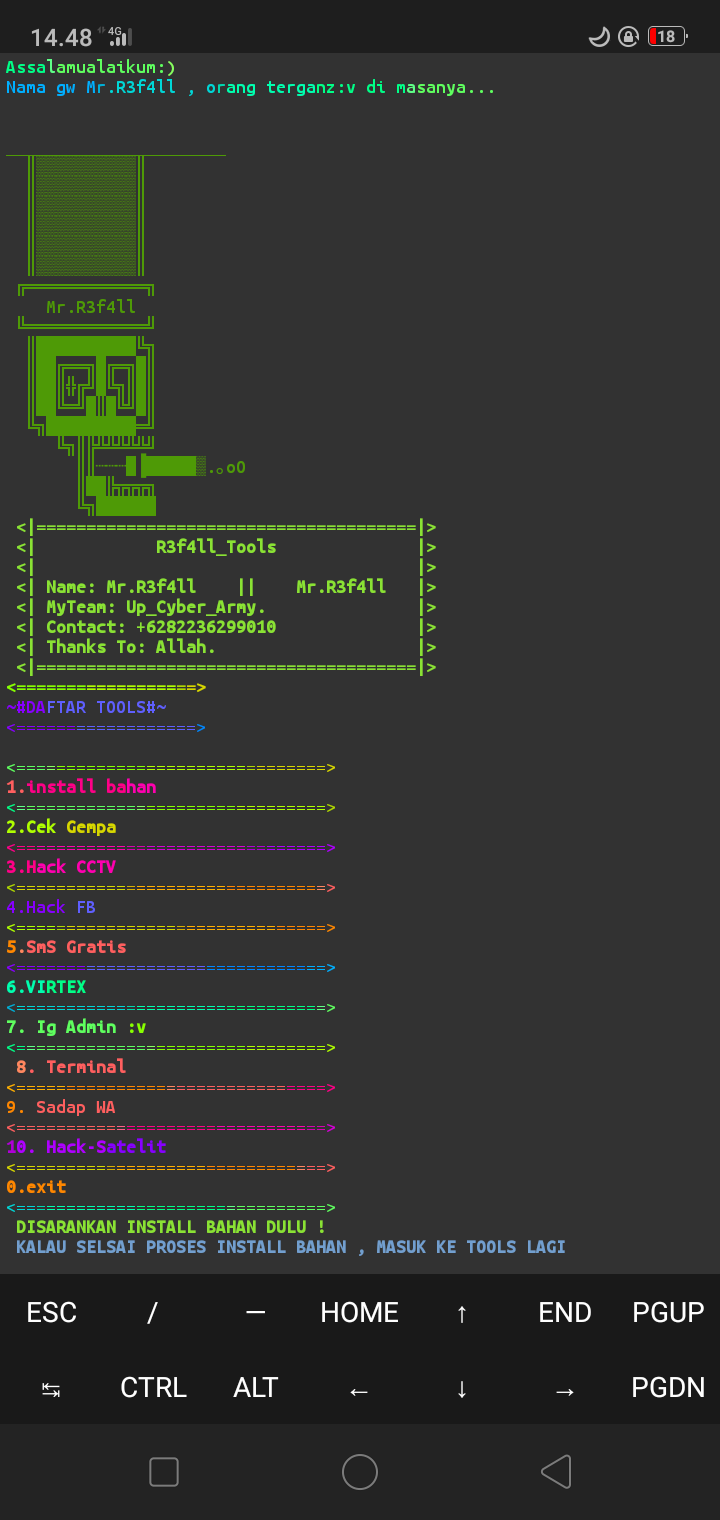 14.48 4G 18
Assalamualaikum:)
Nama gw Mr.R3f4ll , orang terganz:v di masanya...
Mr.R3f4ll
.oO
<|======================================|>
<| R3f4ll_Tools |>
<| |>
<| Name: Mr.R3f4ll || Mr.R3f4ll |>
<| MyTeam: Up_Cyber_Army. |>
<| Contact: +6282236299010 |>
<| Thanks To: Allah. |>
<|======================================|>
<==================>
~#DAFTAR TOOLS#~
<==================>
<===============================>
1.install bahan
<===============================>
2.Cek Gempa
<===============================>
3.Hack CCTV
<===============================>
4.Hack FB
<===============================>
5.SmS Gratis
<===============================>
6.VIRTEX
<===============================>
7. Ig Admin :v
<===============================>
8. Terminal
<===============================>
9. Sadap WA
<===============================>
10. Hack-Satelit
<===============================>
0.exit
<===============================>
DISARANKAN INSTALL BAHAN DULU !
KALAU SELSAI PROSES INSTALL BAHAN , MASUK KE TOOLS LAGI
ESC / — HOME ↑ END PGUP
↹ CTRL ALT ← ↓ → PGDN